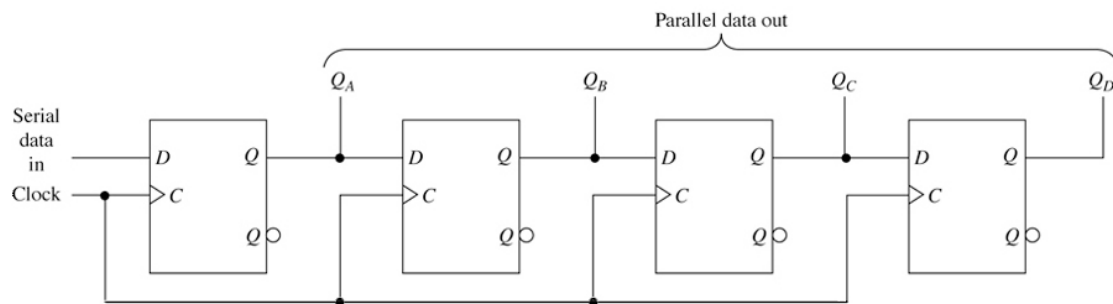 Parallel data out
Q_A Q_B Q_C Q_D
Serial
data
in
Clock
D Q D Q D Q D Q
C C C C
Q Q Q Q